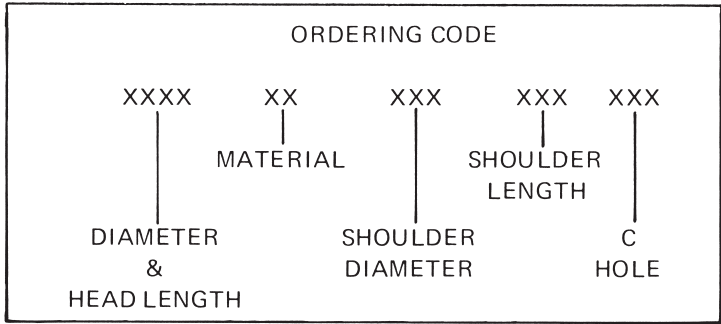 ORDERING CODE
XXXX XX XXX XXX XXX
MATERIAL
SHOULDER
LENGTH
DIAMETER
&
HEAD LENGTH
SHOULDER
DIAMETER
C
HOLE